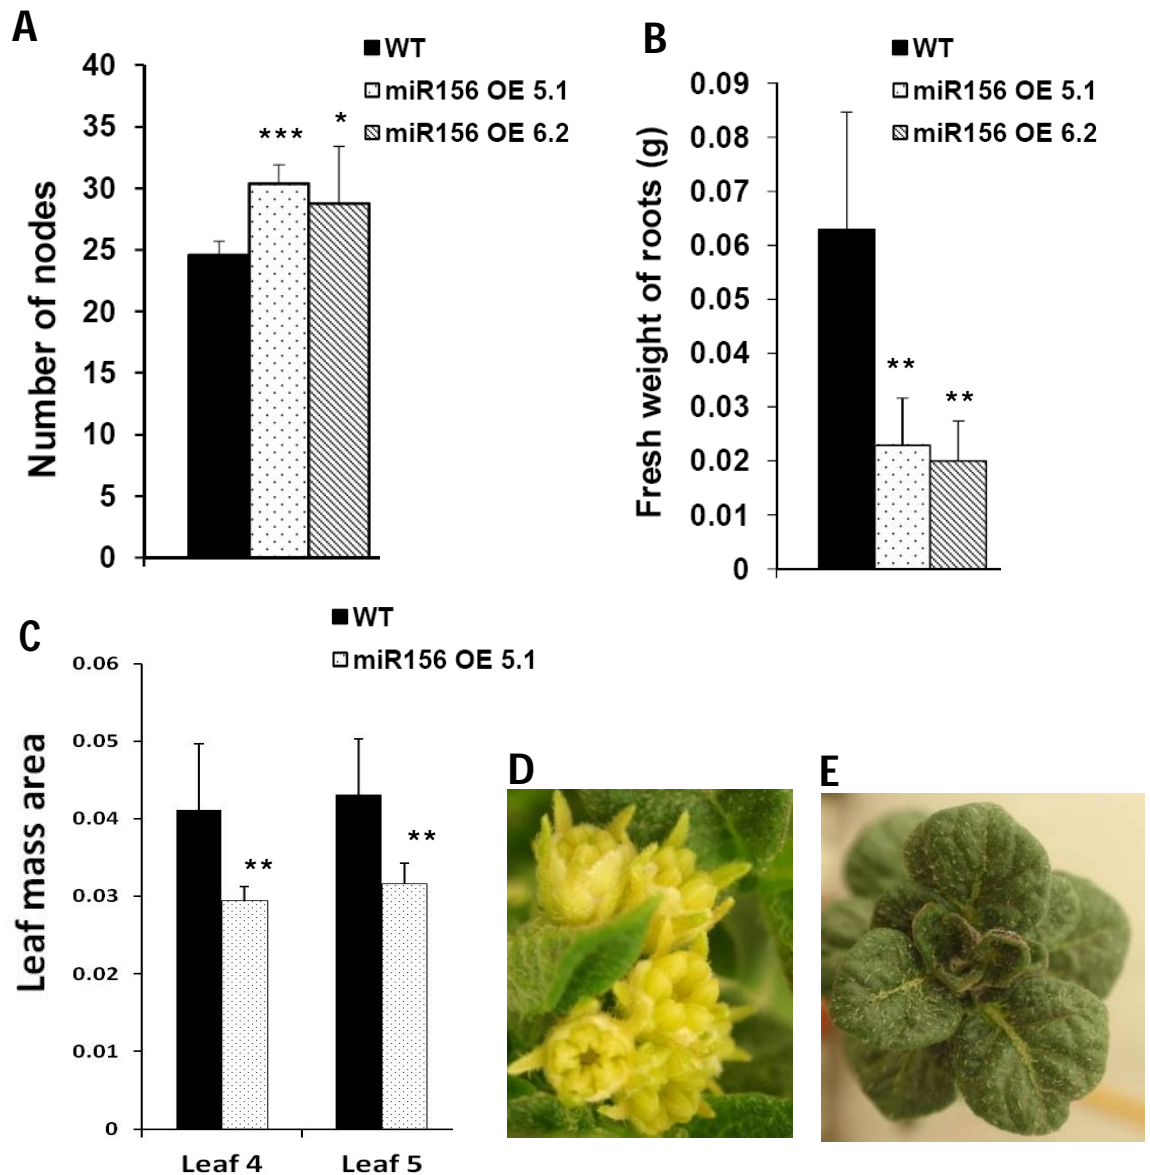 A
WT
miR156 OE 5.1
miR156 OE 6.2
40
35
30
25
20
15
10
5
0
Number of nodes
***
*
B
WT
miR156 OE 5.1
miR156 OE 6.2
0.09
0.08
0.07
0.06
0.05
0.04
0.03
0.02
0.01
0
Fresh weight of roots (g)
**
**
C
WT
miR156 OE 5.1
0.06
0.05
0.04
0.03
0.02
0.01
0
Leaf mass area
**
**
Leaf 4
Leaf 5
D
E